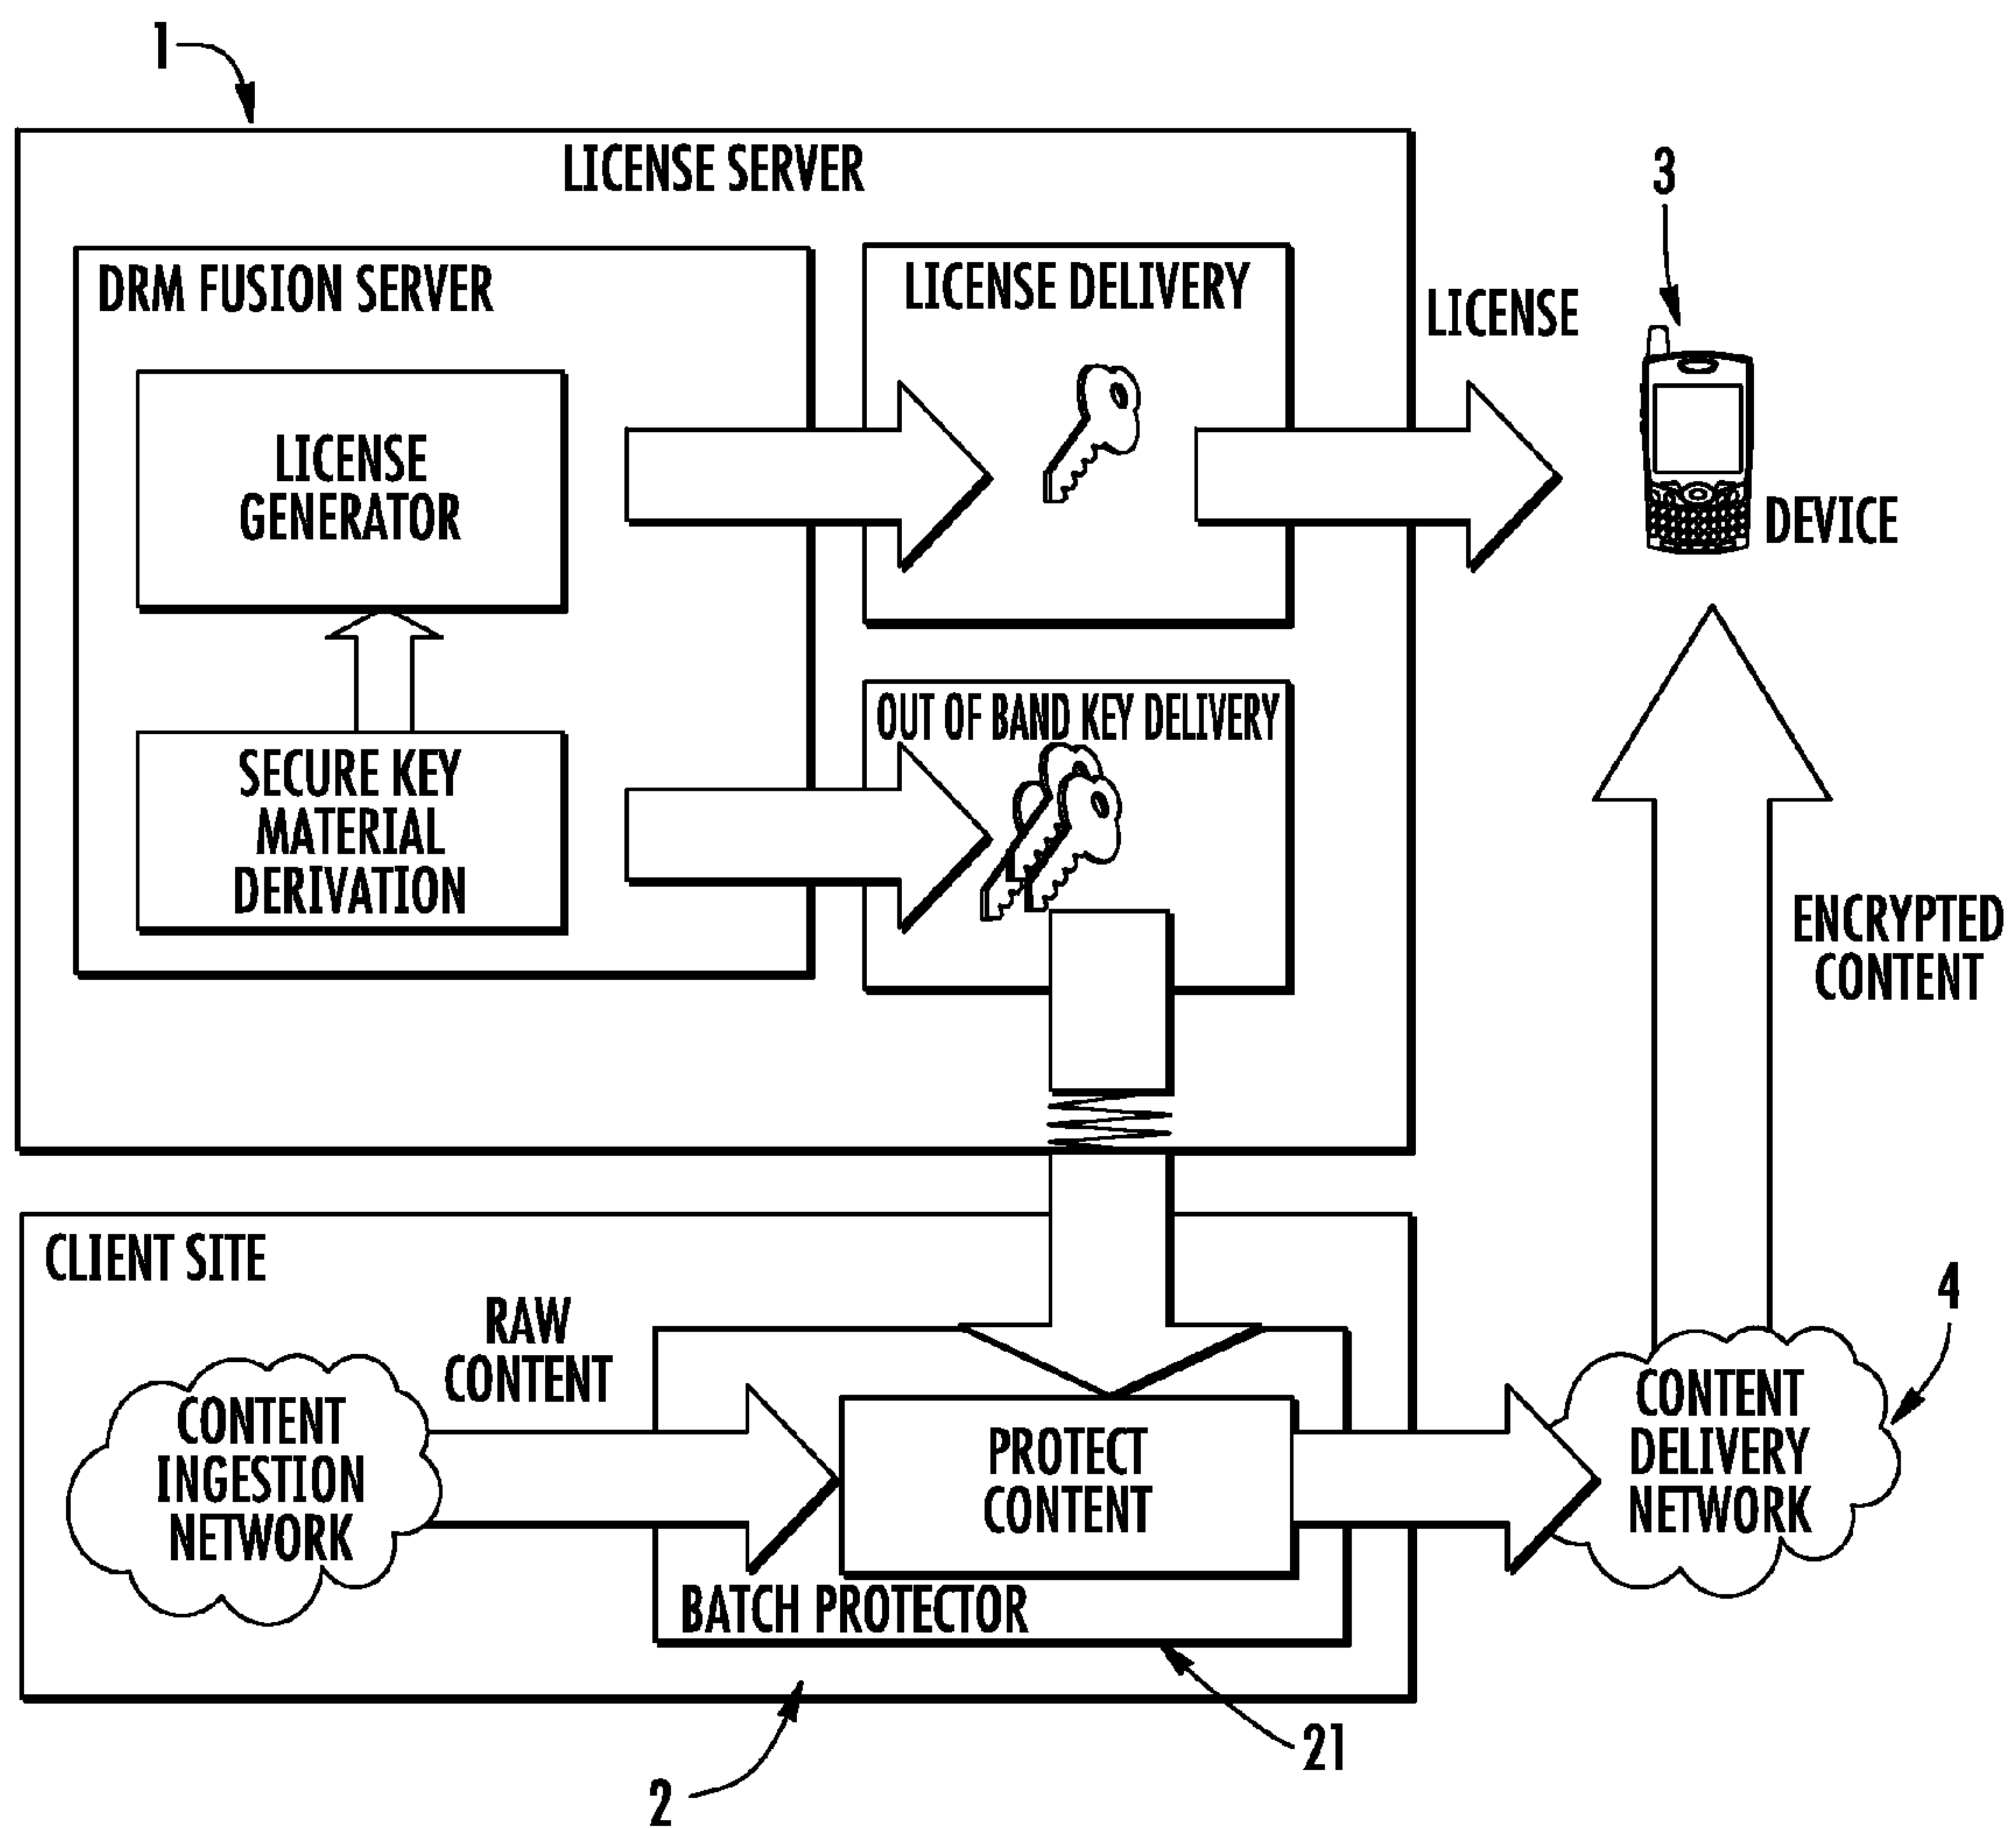 1
LICENSE SERVER
3
DRM FUSION SERVER
LICENSE DELIVERY
LICENSE
LICENSE
GENERATOR
DEVICE
OUT OF BAND KEY DELIVERY
SECURE KEY
MATERIAL
DERIVATION
ENCRYPTED
CONTENT
CLIENT SITE
RAW
CONTENT
4
CONTENT
INGESTION
NETWORK
PROTECT
CONTENT
CONTENT
DELIVERY
NETWORK
BATCH PROTECTOR
21
2